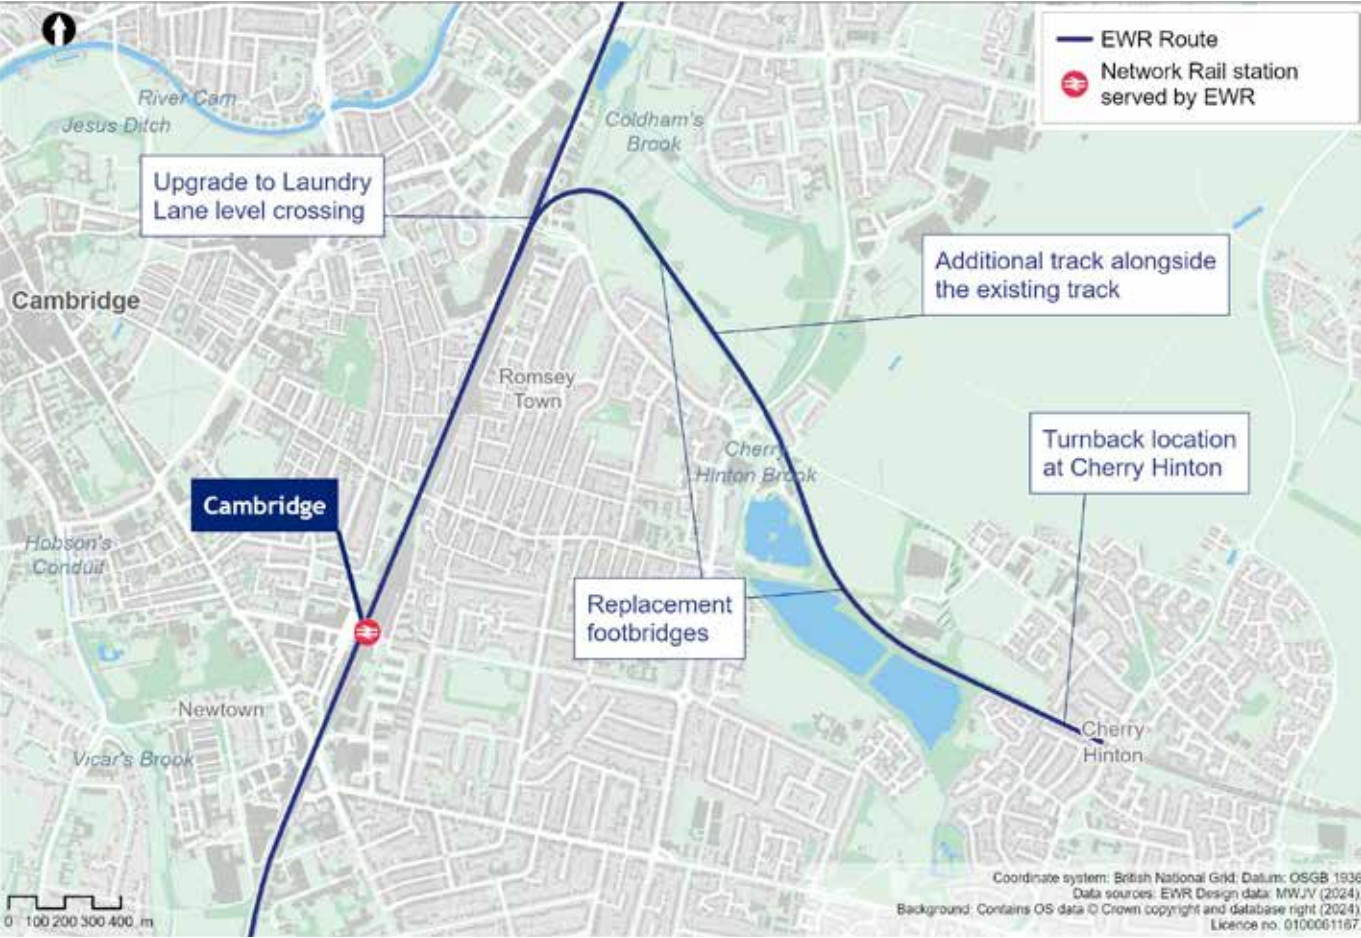 EWR Route
Network Rail station
served by EWR
River Cam
Jesus Ditch
Coldham's
Brook
Upgrade to Laundry
Lane level crossing
Additional track alongside
the existing track
Cambridge
Romsey
Town
Turnback location
at Cherry Hinton
Cherry
Hinton Brook
Cambridge
Hobson's
Conduit
Replacement
footbridges
Newtown
Cherry
Hinton
Vicar's Brook
Coordinate system: British National Grid; Datum: OSGB 1936
Data sources: EWR Design data: MWJV (2024)
Background: Contains OS data © Crown copyright and database right (2024)
Licence no. 0100061167
0 100 200 300 400 m